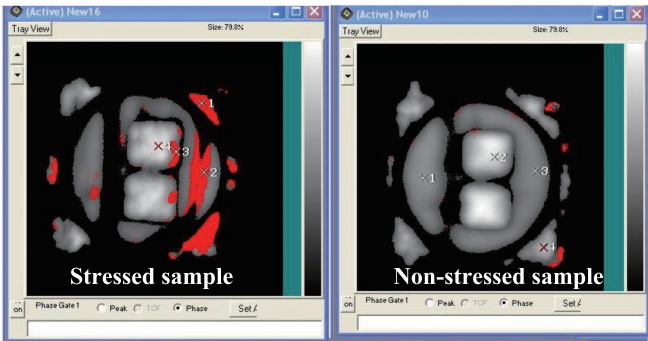 (Active) New16
Tray View
Size: 79.8%
1
4
3
2
Stressed sample
on
Phase Gate 1
Peak
TOF
Phase
Set
(Active) New10
Tray View
Size: 79.8%
2
1
3
4
Non-stressed sample
on
Phase Gate 1
Peak
TOF
Phase
Set